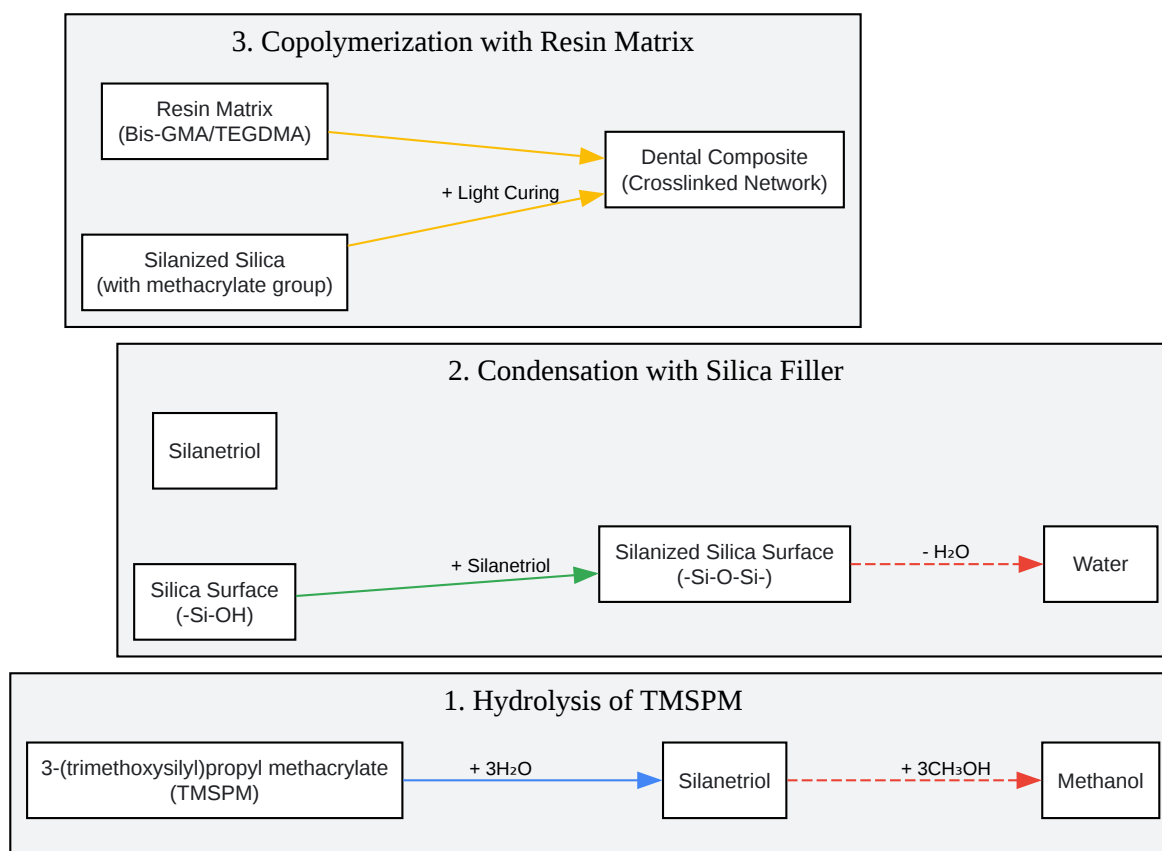 3. Copolymerization with Resin Matrix
Resin Matrix
(Bis-GMA/TEGDMA)
Dental Composite
(Crosslinked Network)
+ Light Curing
Silanized Silica
(with methacrylate group)
2. Condensation with Silica Filler
Silanetriol
Silica Surface
(-Si-OH)
+ Silanetriol
Silanized Silica Surface
(-Si-O-Si-)
- H₂O
Water
1. Hydrolysis of TMSPM
3-(trimethoxysilyl)propyl methacrylate
(TMSPM)
+ 3H₂O
Silanetriol
+ 3CH₃OH
Methanol